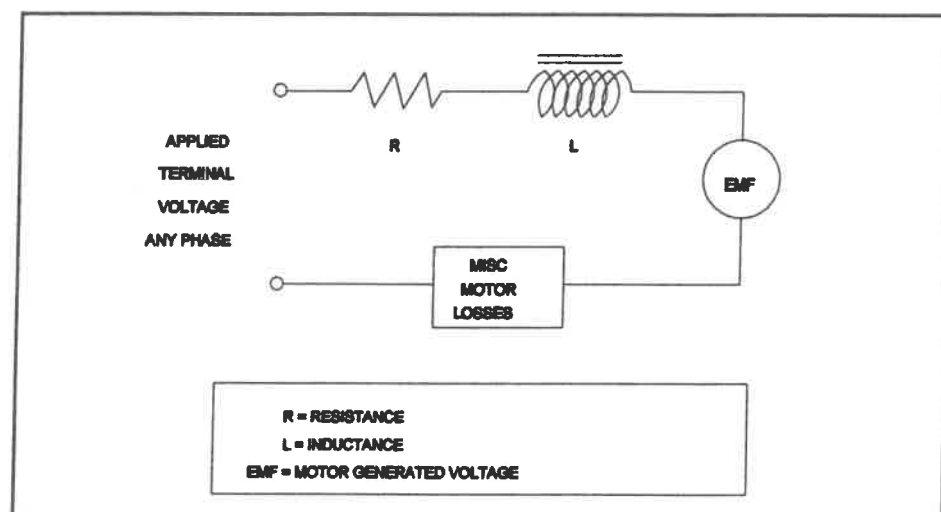 APPLIED
TERMINAL
VOLTAGE
ANY PHASE
R
L
EMF
MISC
MOTOR
LOSSES
R = RESISTANCE
L = INDUCTANCE
EMF = MOTOR GENERATED VOLTAGE